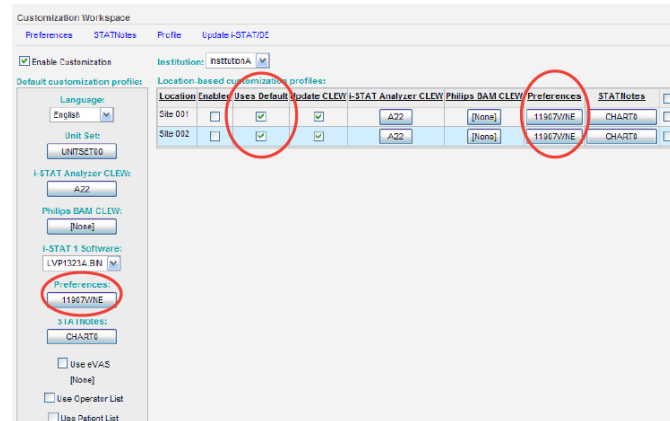 Customization Workspace
Preferences STATNotes Profile Update i-STAT/DE
Enable Customization Institution: InstitutionA
Default customization profile: Location-based customization profiles:
Location Enabled Uses Default Update CLEW i-STAT Analyzer CLEW Philips BAM CLEW Preferences STATNotes
Site 001 A22 [None] 11907WNE CHART0
Site 002 A22 [None] 11907WNE CHART0
Language:
English
Unit Set:
UNITSET00
i-STAT Analyzer CLEW:
A22
Philips BAM CLEW:
[None]
i-STAT 1 Software:
LVP1323A.BIN
Preferences:
11907WNE
STATNotes:
CHART0
Use eVAS
[None]
Use Operator List
Use Patient List